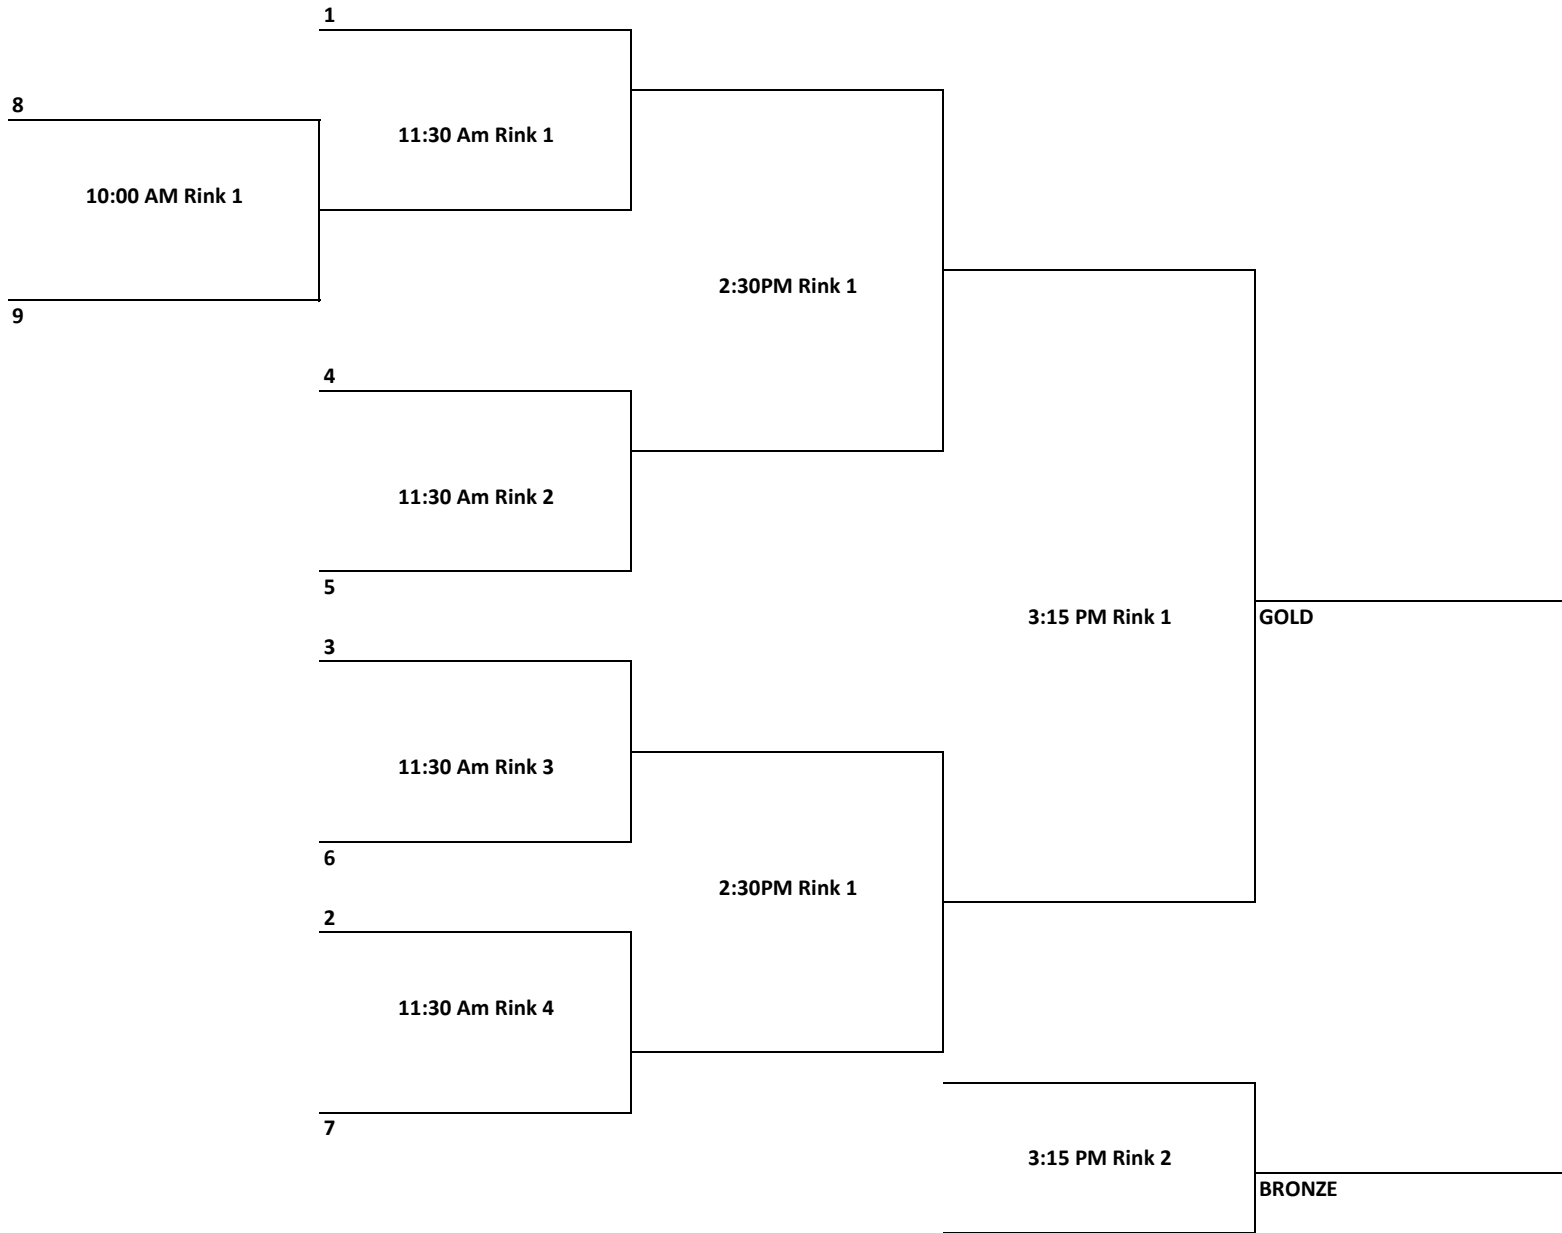 1
8
11:30 Am Rink 1
10:00 AM Rink 1
2:30PM Rink 1
9
4
11:30 Am Rink 2
5
3:15 PM Rink 1
GOLD
3
11:30 Am Rink 3
6
2:30PM Rink 1
2
11:30 Am Rink 4
7
3:15 PM Rink 2
BRONZE